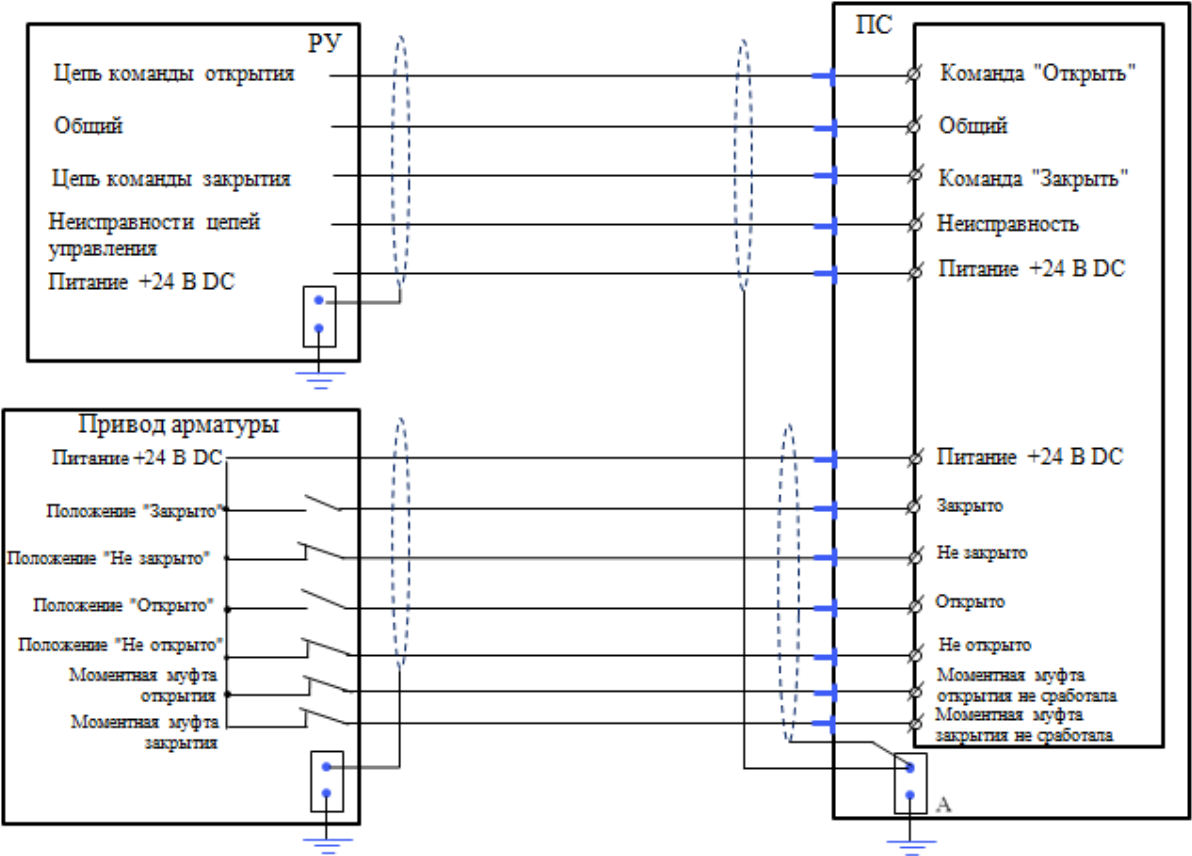 РУ
Цепь команды открытия
Общий
Цепь команды закрытия
Неисправности цепей
управления
Питание +24 В DC
Привод арматуры
Питание +24 В DC
Положение "Закрыто"
Положение "Не закрыто"
Положение "Открыто"
Положение "Не открыто"
Моментная муфта
открытия
Моментная муфта
закрытия
ПС
Команда "Открыть"
Общий
Команда "Закрыть"
Неисправность
Питание +24 В DC
Питание +24 В DC
Закрыто
Не закрыто
Открыто
Не открыто
Моментная муфта
открытия не сработала
Моментная муфта
закрытия не сработала
А